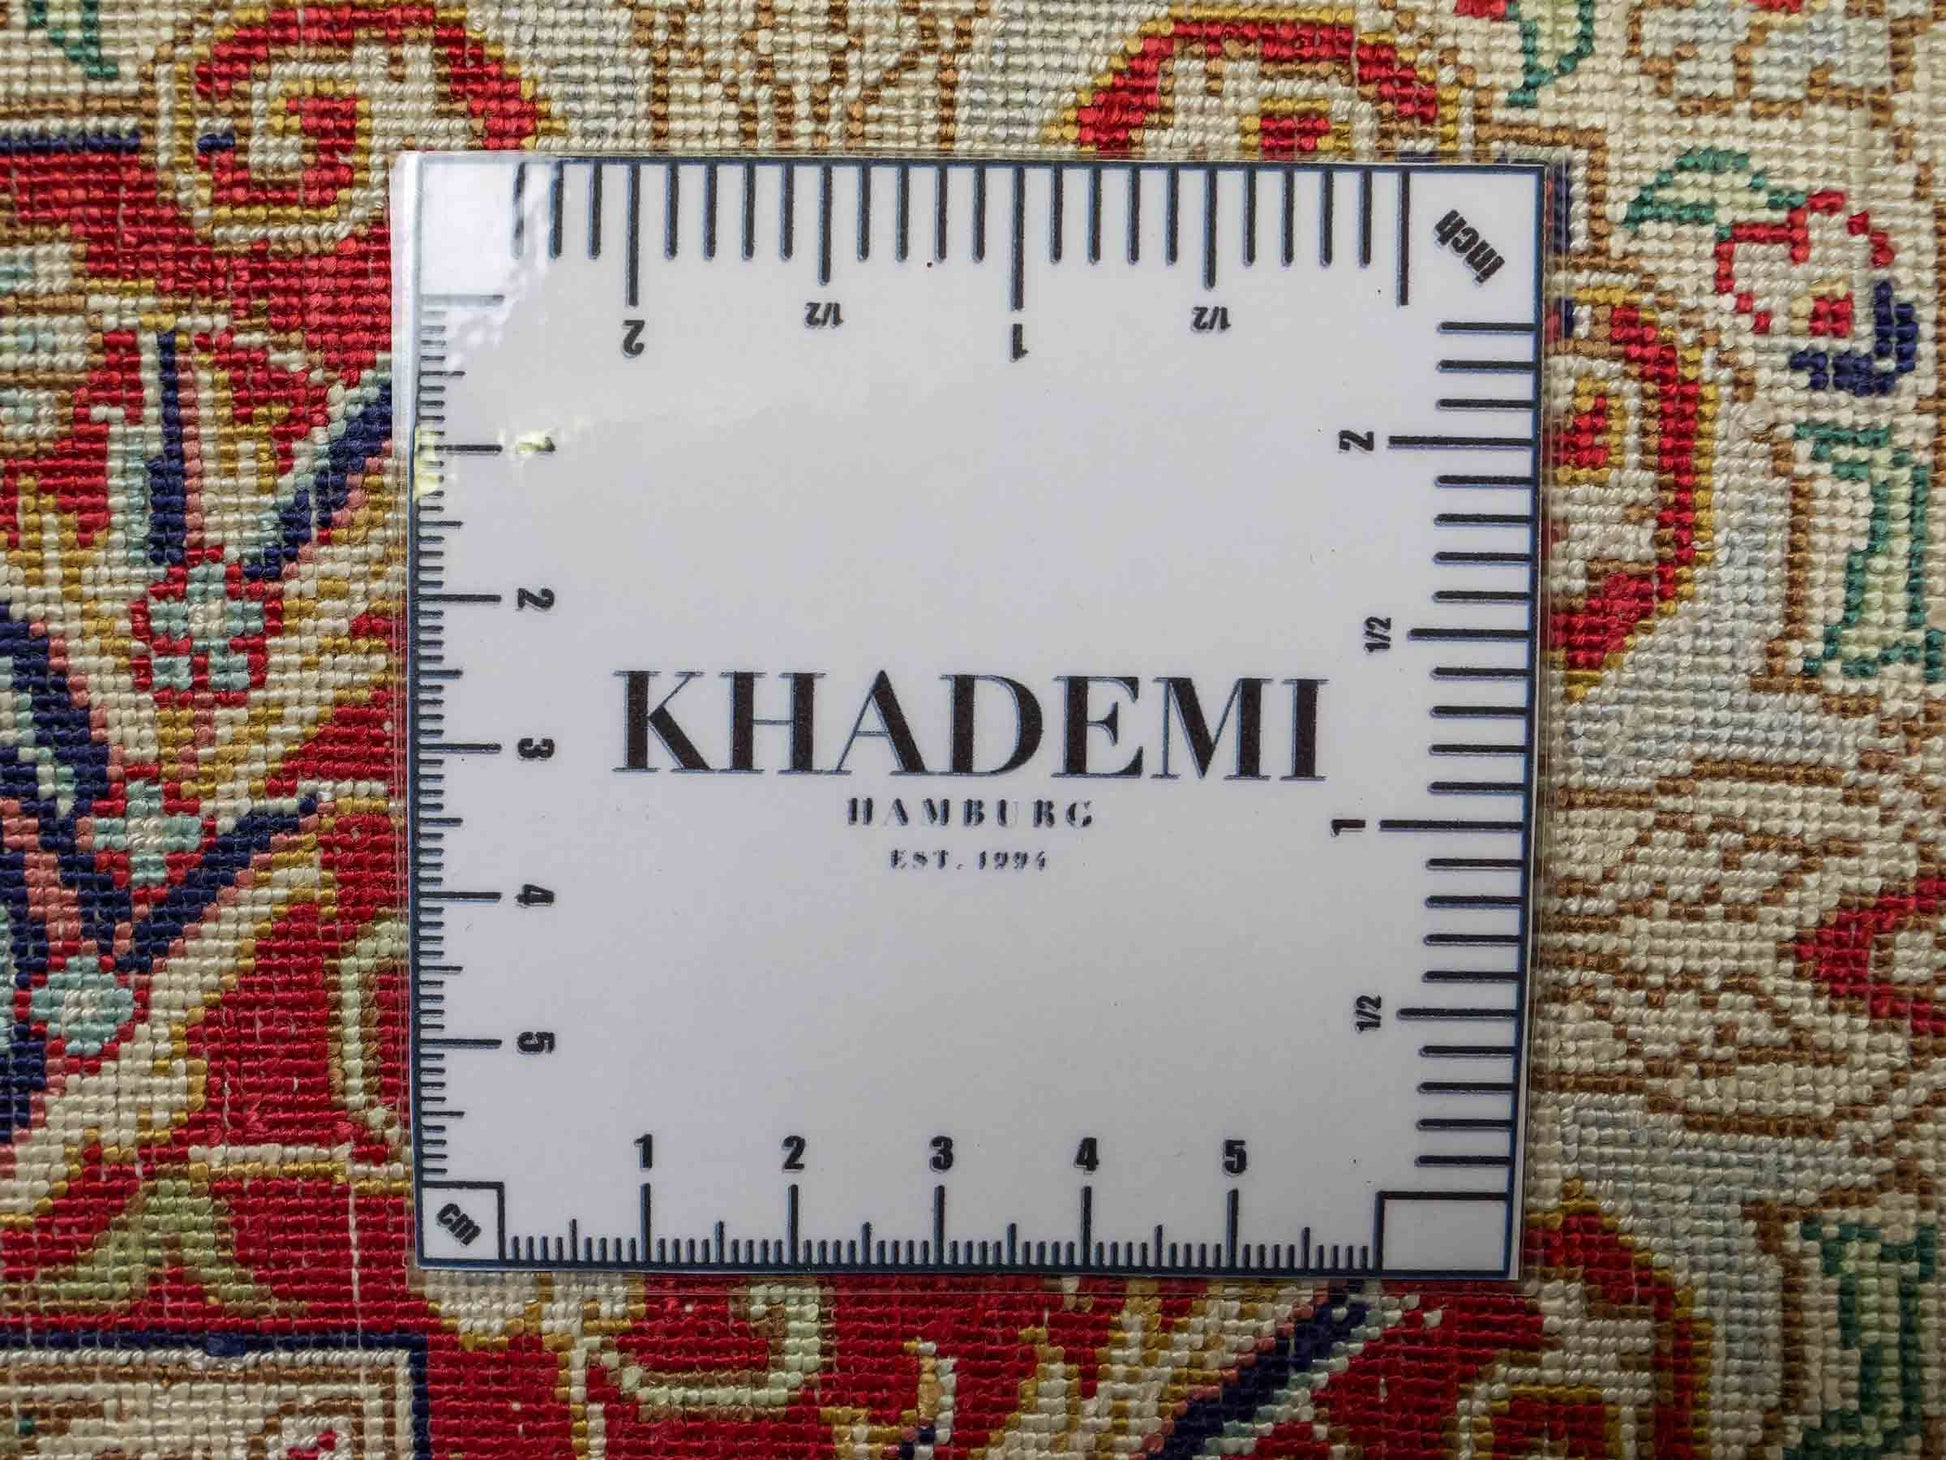 Inch
2 1/2 1 1/2
2
1/2
1
1/2
1
2
3
4
5
KHADEMI
HAMBURG
EST. 1994
cm
1 2 3 4 5